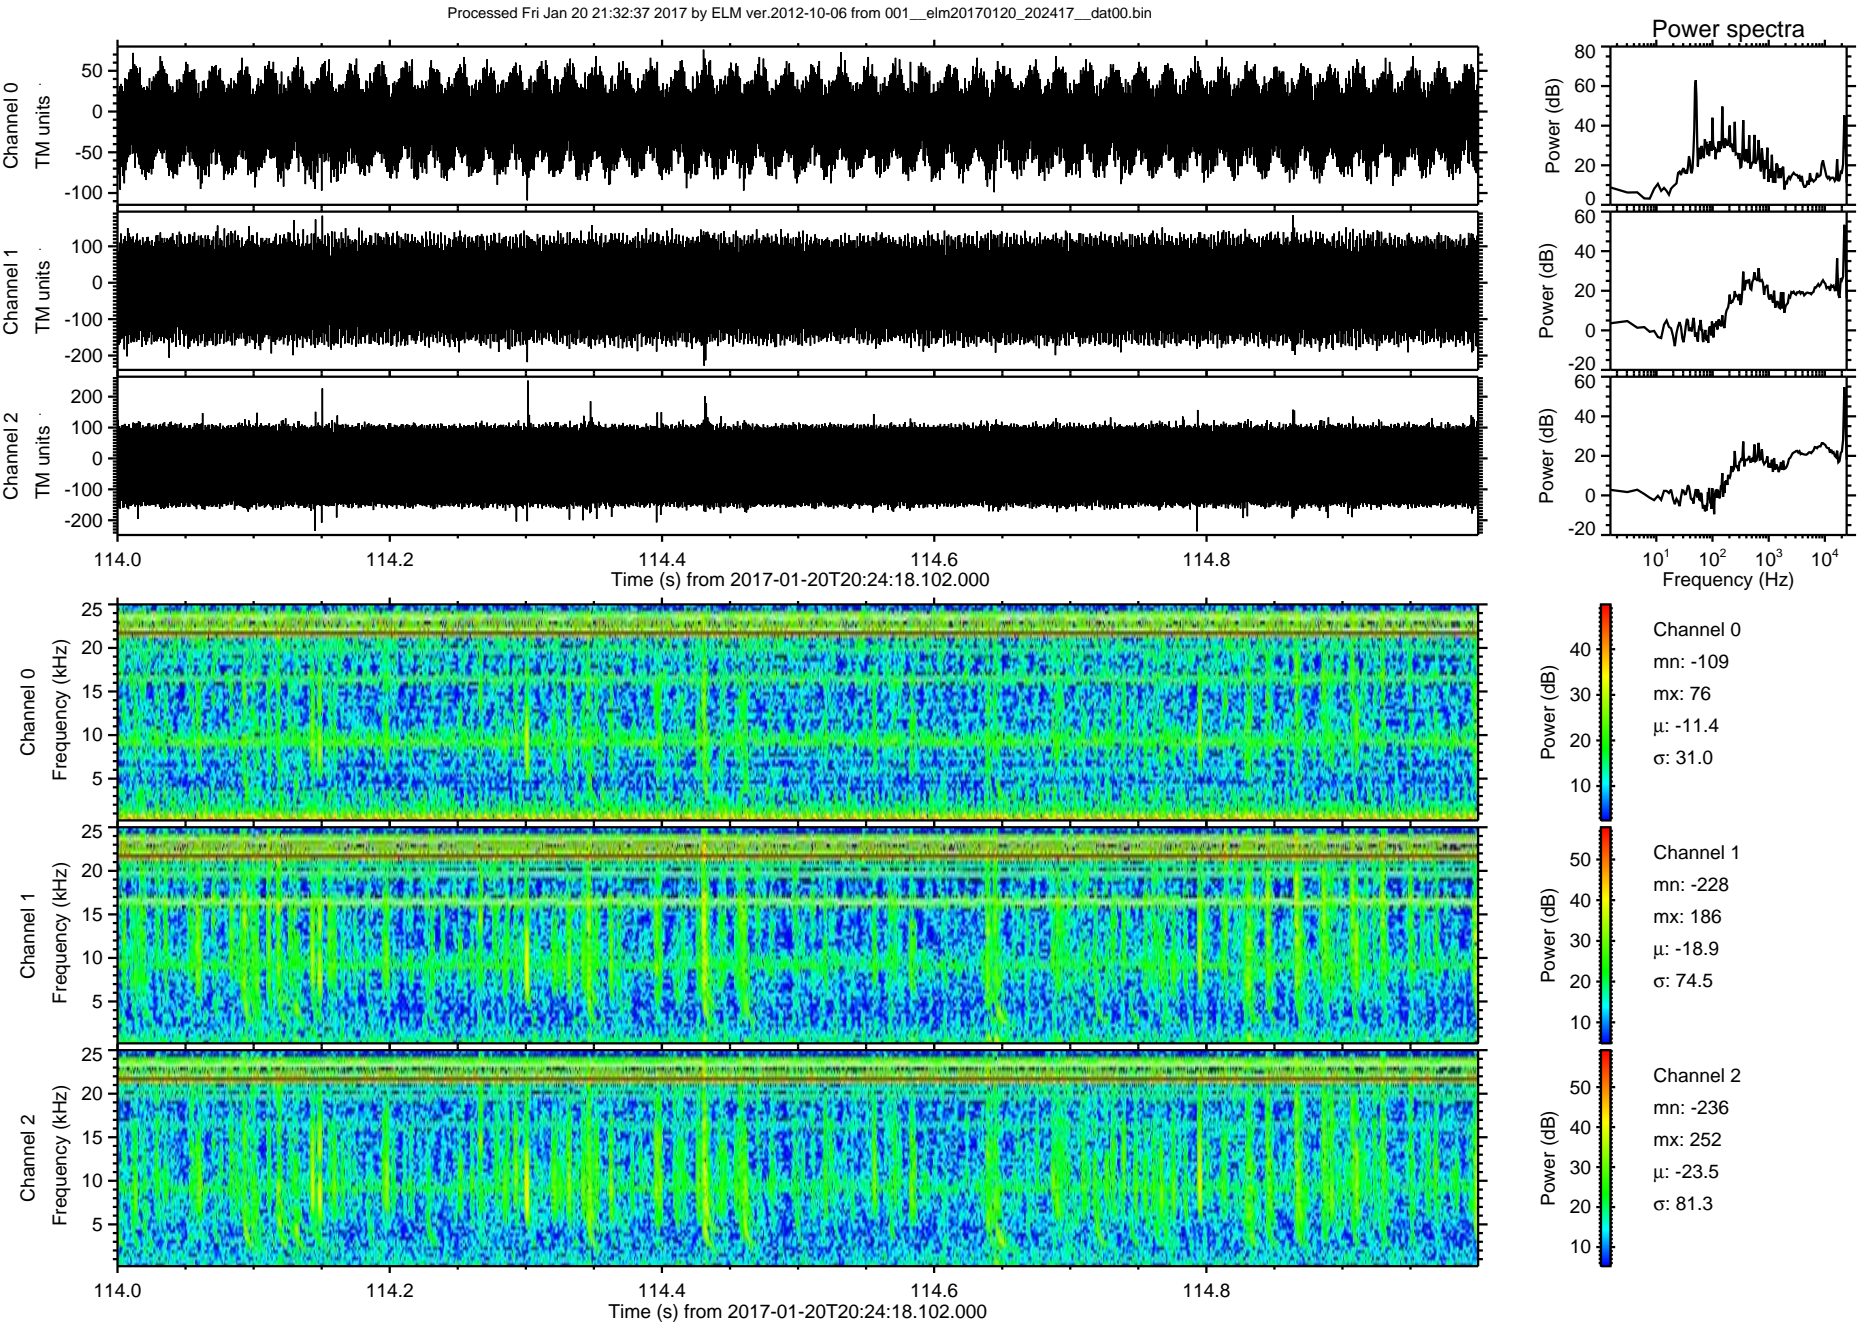 Processed Fri Jan 20 21:32:37 2017 by ELM ver.2012-10-06 from 001__elm20170120_202417__dat00.bin
Power spectra
Channel 0
TM units
50
0
-50
-100
Power (dB)
80
60
40
20
0
Channel 1
TM units
100
0
-100
-200
Power (dB)
60
40
20
0
-20
Channel 2
TM units
200
100
0
-100
-200
Power (dB)
60
40
20
0
-20
114.0
114.2
114.4
114.6
114.8
Time (s) from 2017-01-20T20:24:18.102.000
10¹
10²
10³
10⁴
Frequency (Hz)
Channel 0
Frequency (kHz)
25
20
15
10
5
Power (dB)
40
30
20
10
Channel 0
mn: -109
mx: 76
μ: -11.4
σ: 31.0
Channel 1
Frequency (kHz)
25
20
15
10
5
Power (dB)
50
40
30
20
10
Channel 1
mn: -228
mx: 186
μ: -18.9
σ: 74.5
Channel 2
Frequency (kHz)
25
20
15
10
5
Power (dB)
50
40
30
20
10
Channel 2
mn: -236
mx: 252
μ: -23.5
σ: 81.3
114.0
114.2
114.4
114.6
114.8
Time (s) from 2017-01-20T20:24:18.102.000